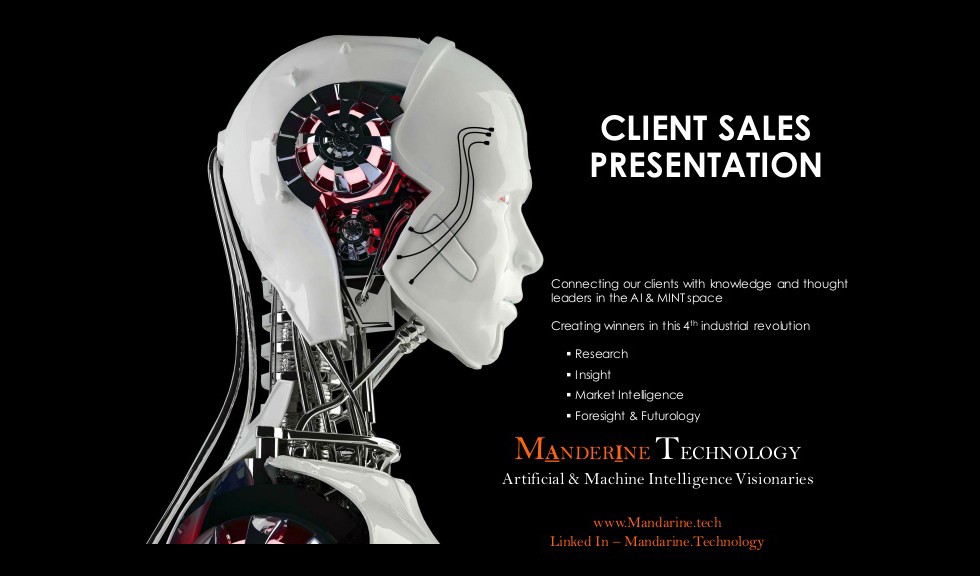 CLIENT SALES
PRESENTATION
Connecting our clients with knowledge and thought
leaders in the AI & MINT space
Creating winners in this 4th industrial revolution
▪ Research
▪ Insight
▪ Market Intelligence
▪ Foresight & Futurology
MANDERINE TECHNOLOGY
Artificial & Machine Intelligence Visionaries
www.Mandarine.tech
Linked In – Mandarine.Technology